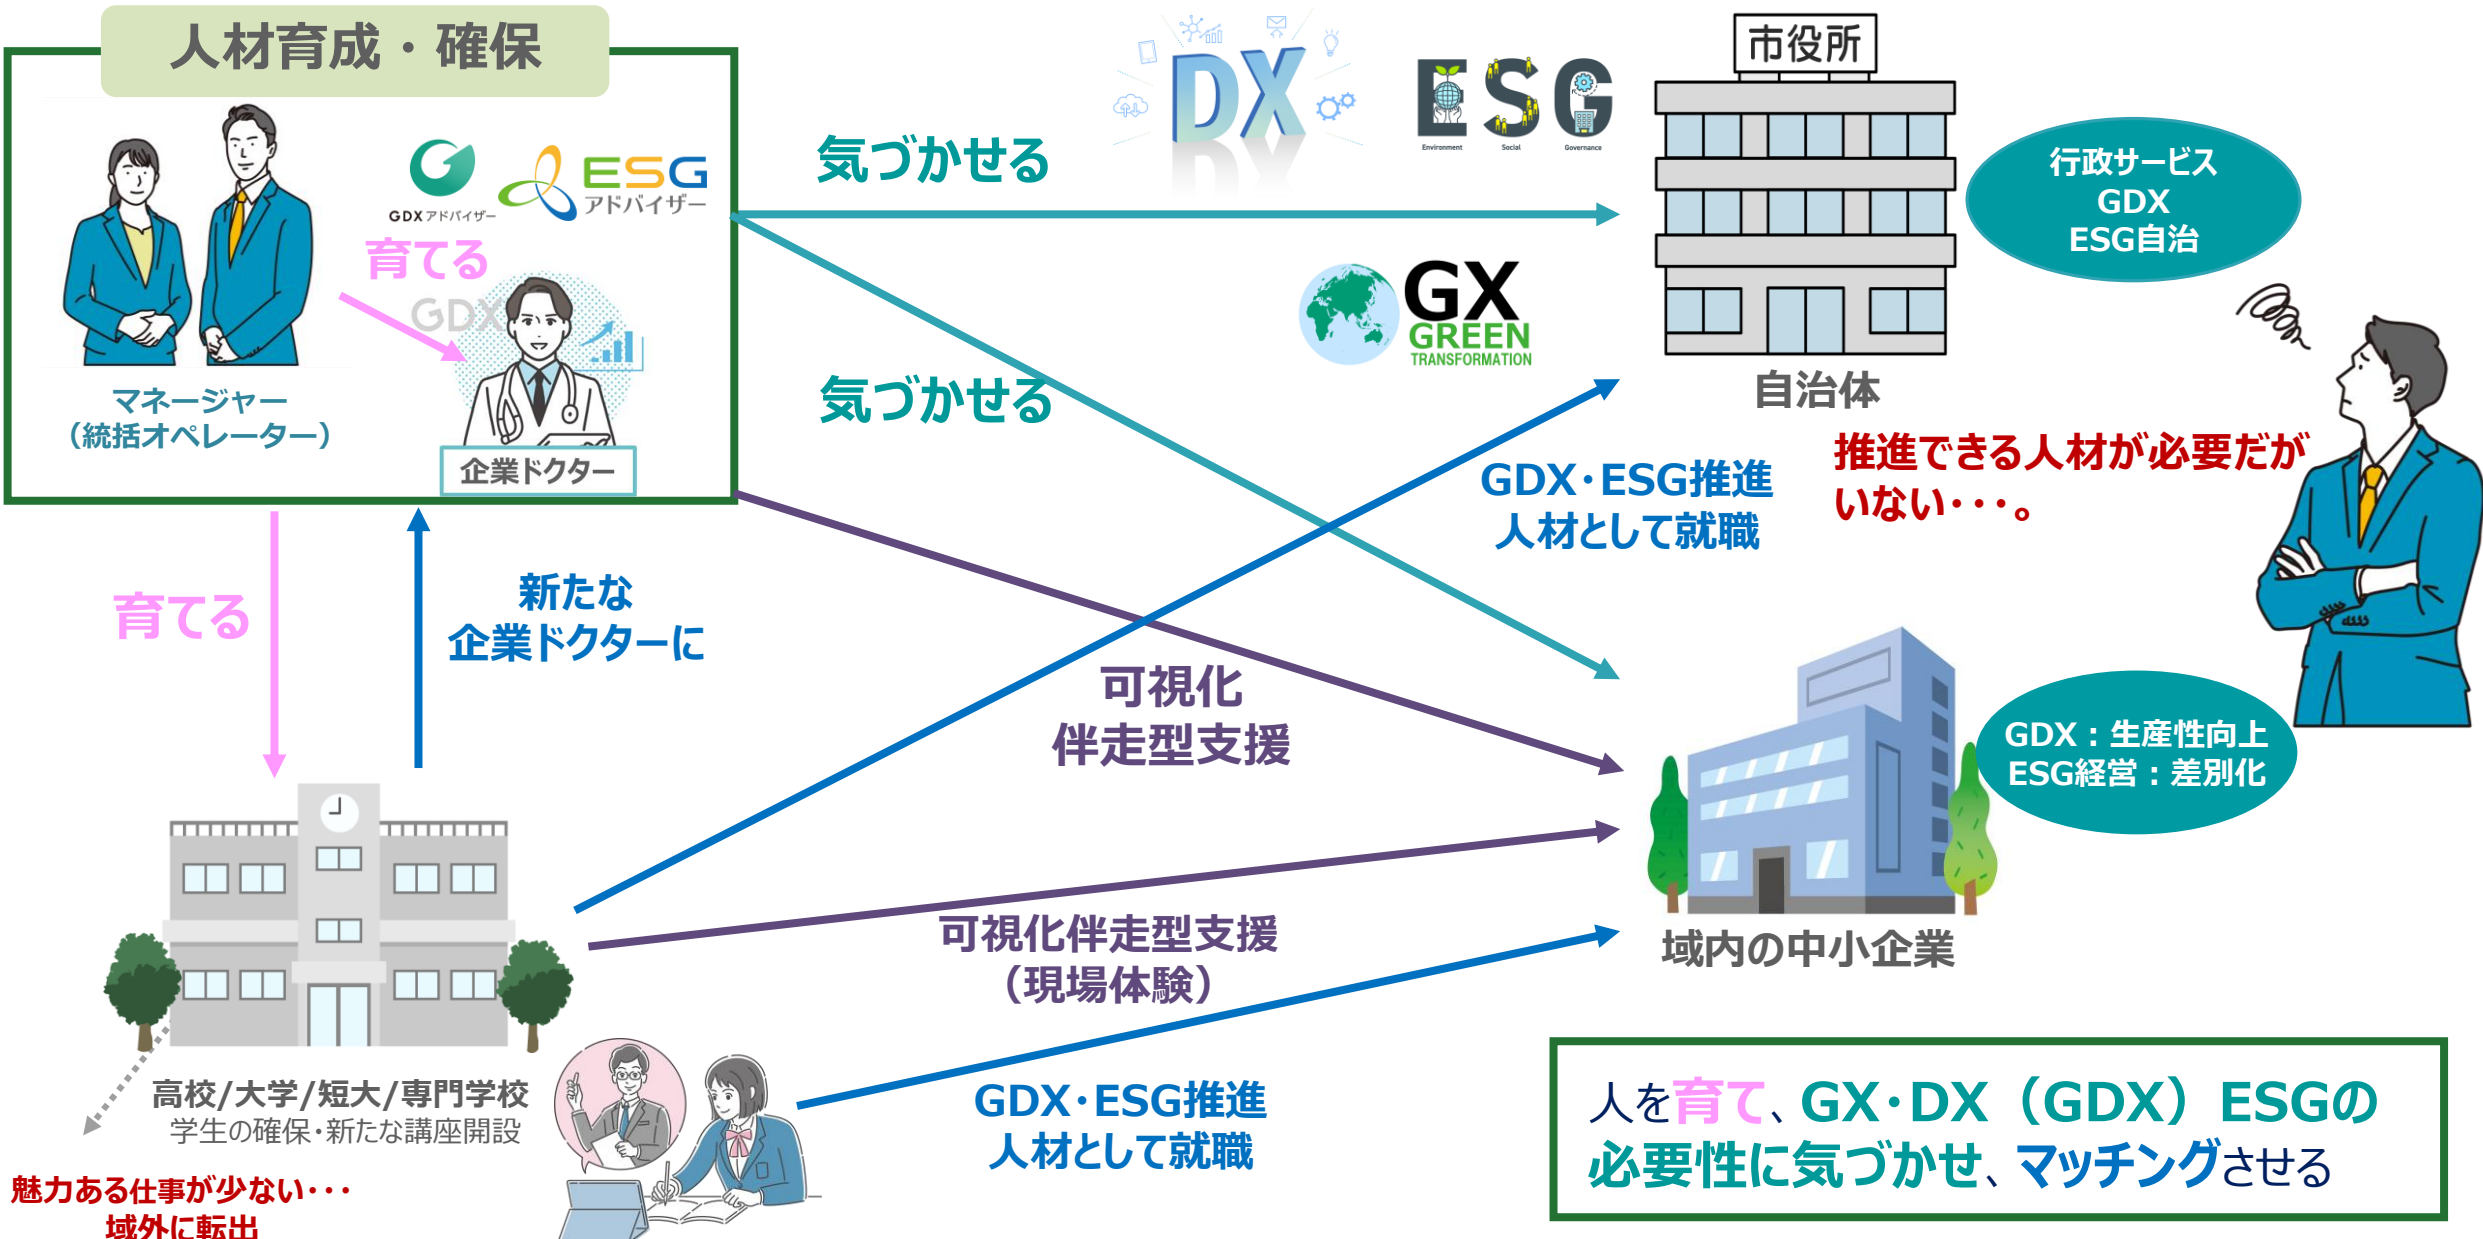 人材育成・確保
GDXアドバイザー
ESG
アドバイザー
育てる
GDX
マネージャー
（統括オペレーター）
企業ドクター
気づかせる
DX
ESG
Environment Social Governance
GX
GREEN
TRANSFORMATION
気づかせる
市役所
自治体
行政サービス
GDX
ESG自治
推進できる人材が必要だが
いない・・・。
GDX・ESG推進
人材として就職
育てる
新たな
企業ドクターに
可視化
伴走型支援
GDX：生産性向上
ESG経営：差別化
域内の中小企業
可視化伴走型支援
（現場体験）
GDX・ESG推進
人材として就職
高校/大学/短大/専門学校
学生の確保・新たな講座開設
魅力ある仕事が少ない・・・
域外に転出
人を育て、GX・DX（GDX）ESGの
必要性に気づかせ、マッチングさせる